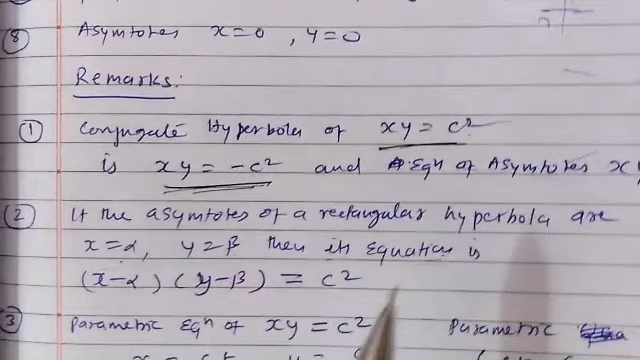 ⑧ Asymtotes x=0 , y=0
Remarks:
① Conjugate Hyperbola of xy = c²
is xy = -c² and Eqn of Asymtotes x
② If the asymtotes of a rectangular hyperbola are
x=α, y=β then its Equation is
(x-α) (y-β) = c²
③ Parametric Eqn of xy = c² Parametric